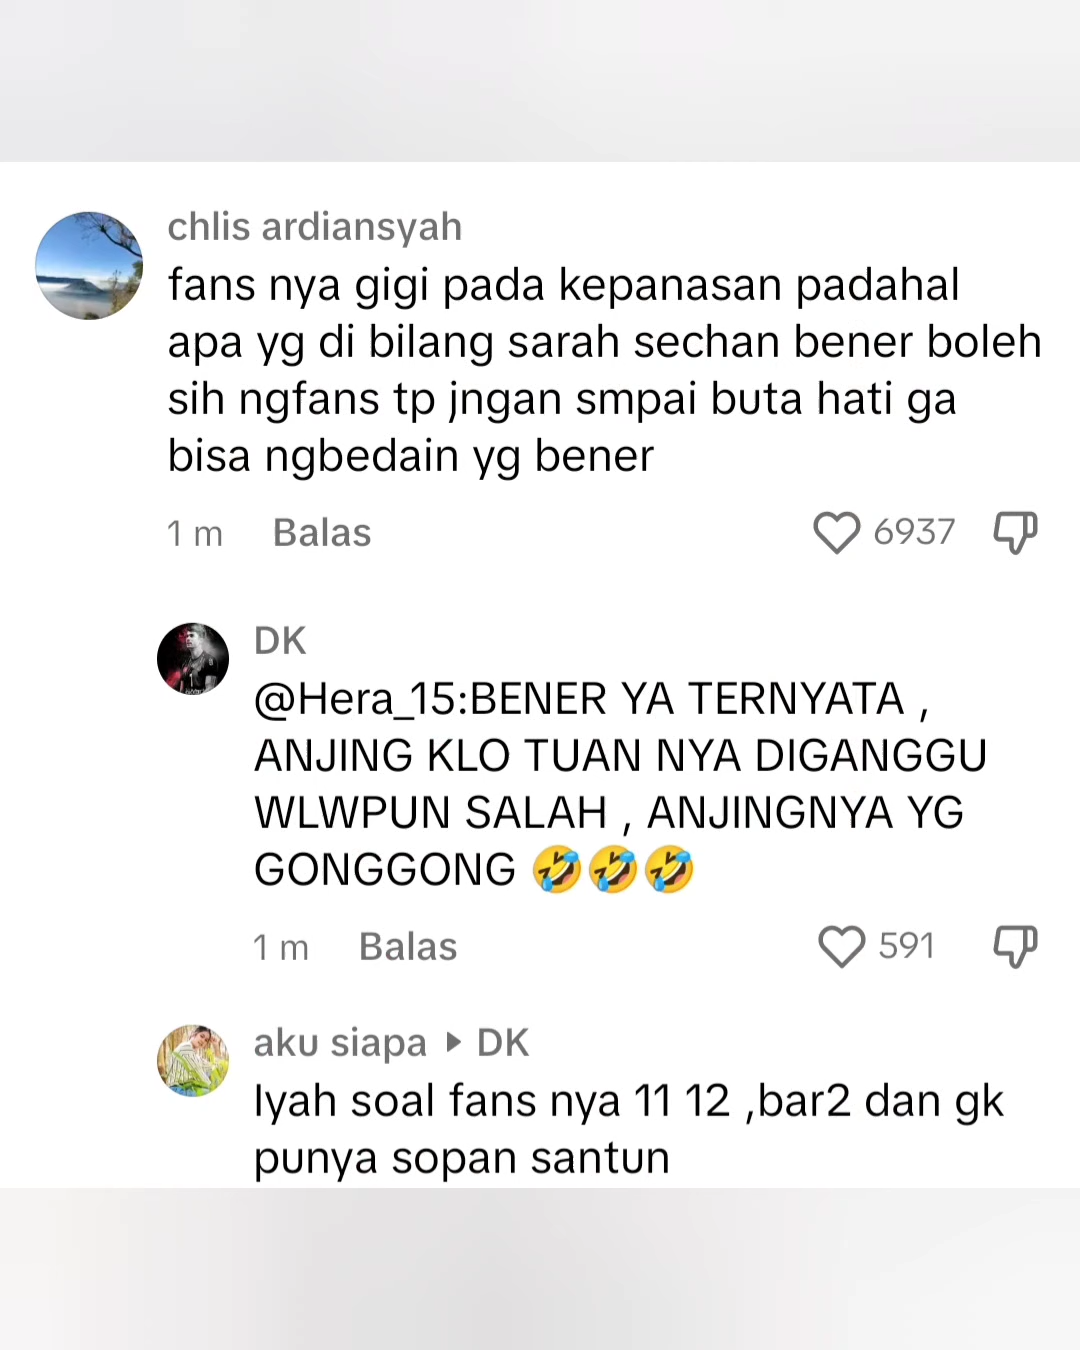 chlis ardiansyah
fans nya gigi pada kepanasan padahal
apa yg di bilang sarah sechan bener boleh
sih ngfans tp jngan smpai buta hati ga
bisa ngbedain yg bener
1 m Balas 6937
DK
@Hera_15:BENER YA TERNYATA ,
ANJING KLO TUAN NYA DIGANGGU
WLWPUN SALAH , ANJINGNYA YG
GONGGONG 🤣🤣🤣
1 m Balas 591
aku siapa ▸ DK
Iyah soal fans nya 11 12 ,bar2 dan gk
punya sopan santun